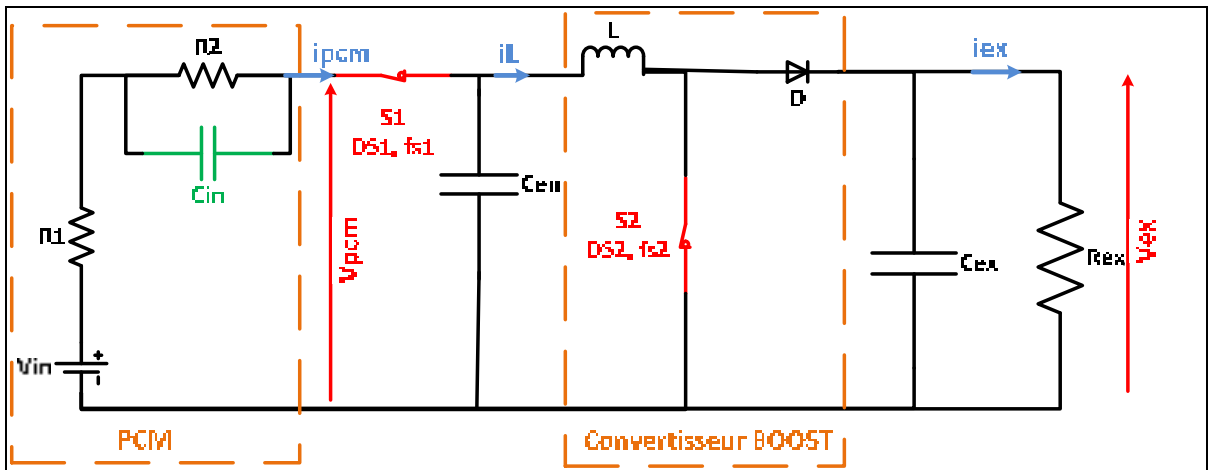 R2
ipcm
iL
L
iex
S1
DS1, fs1
D
Cin
Cen
R1
Vpcm
S2
DS2, fs2
Cex
Rex
Vex
Vin
+
PCM
Convertisseur BOOST